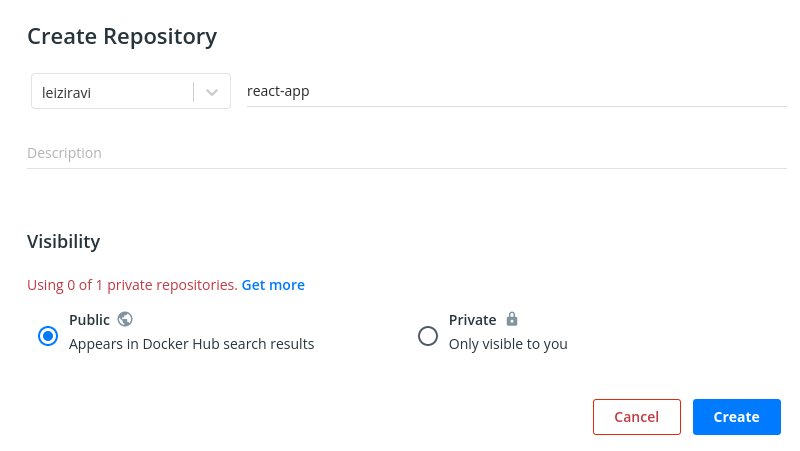 Create Repository
leiziravi
react-app
Description
Visibility
Using 0 of 1 private repositories. Get more
Public
Appears in Docker Hub search results
Private
Only visible to you
Cancel
Create